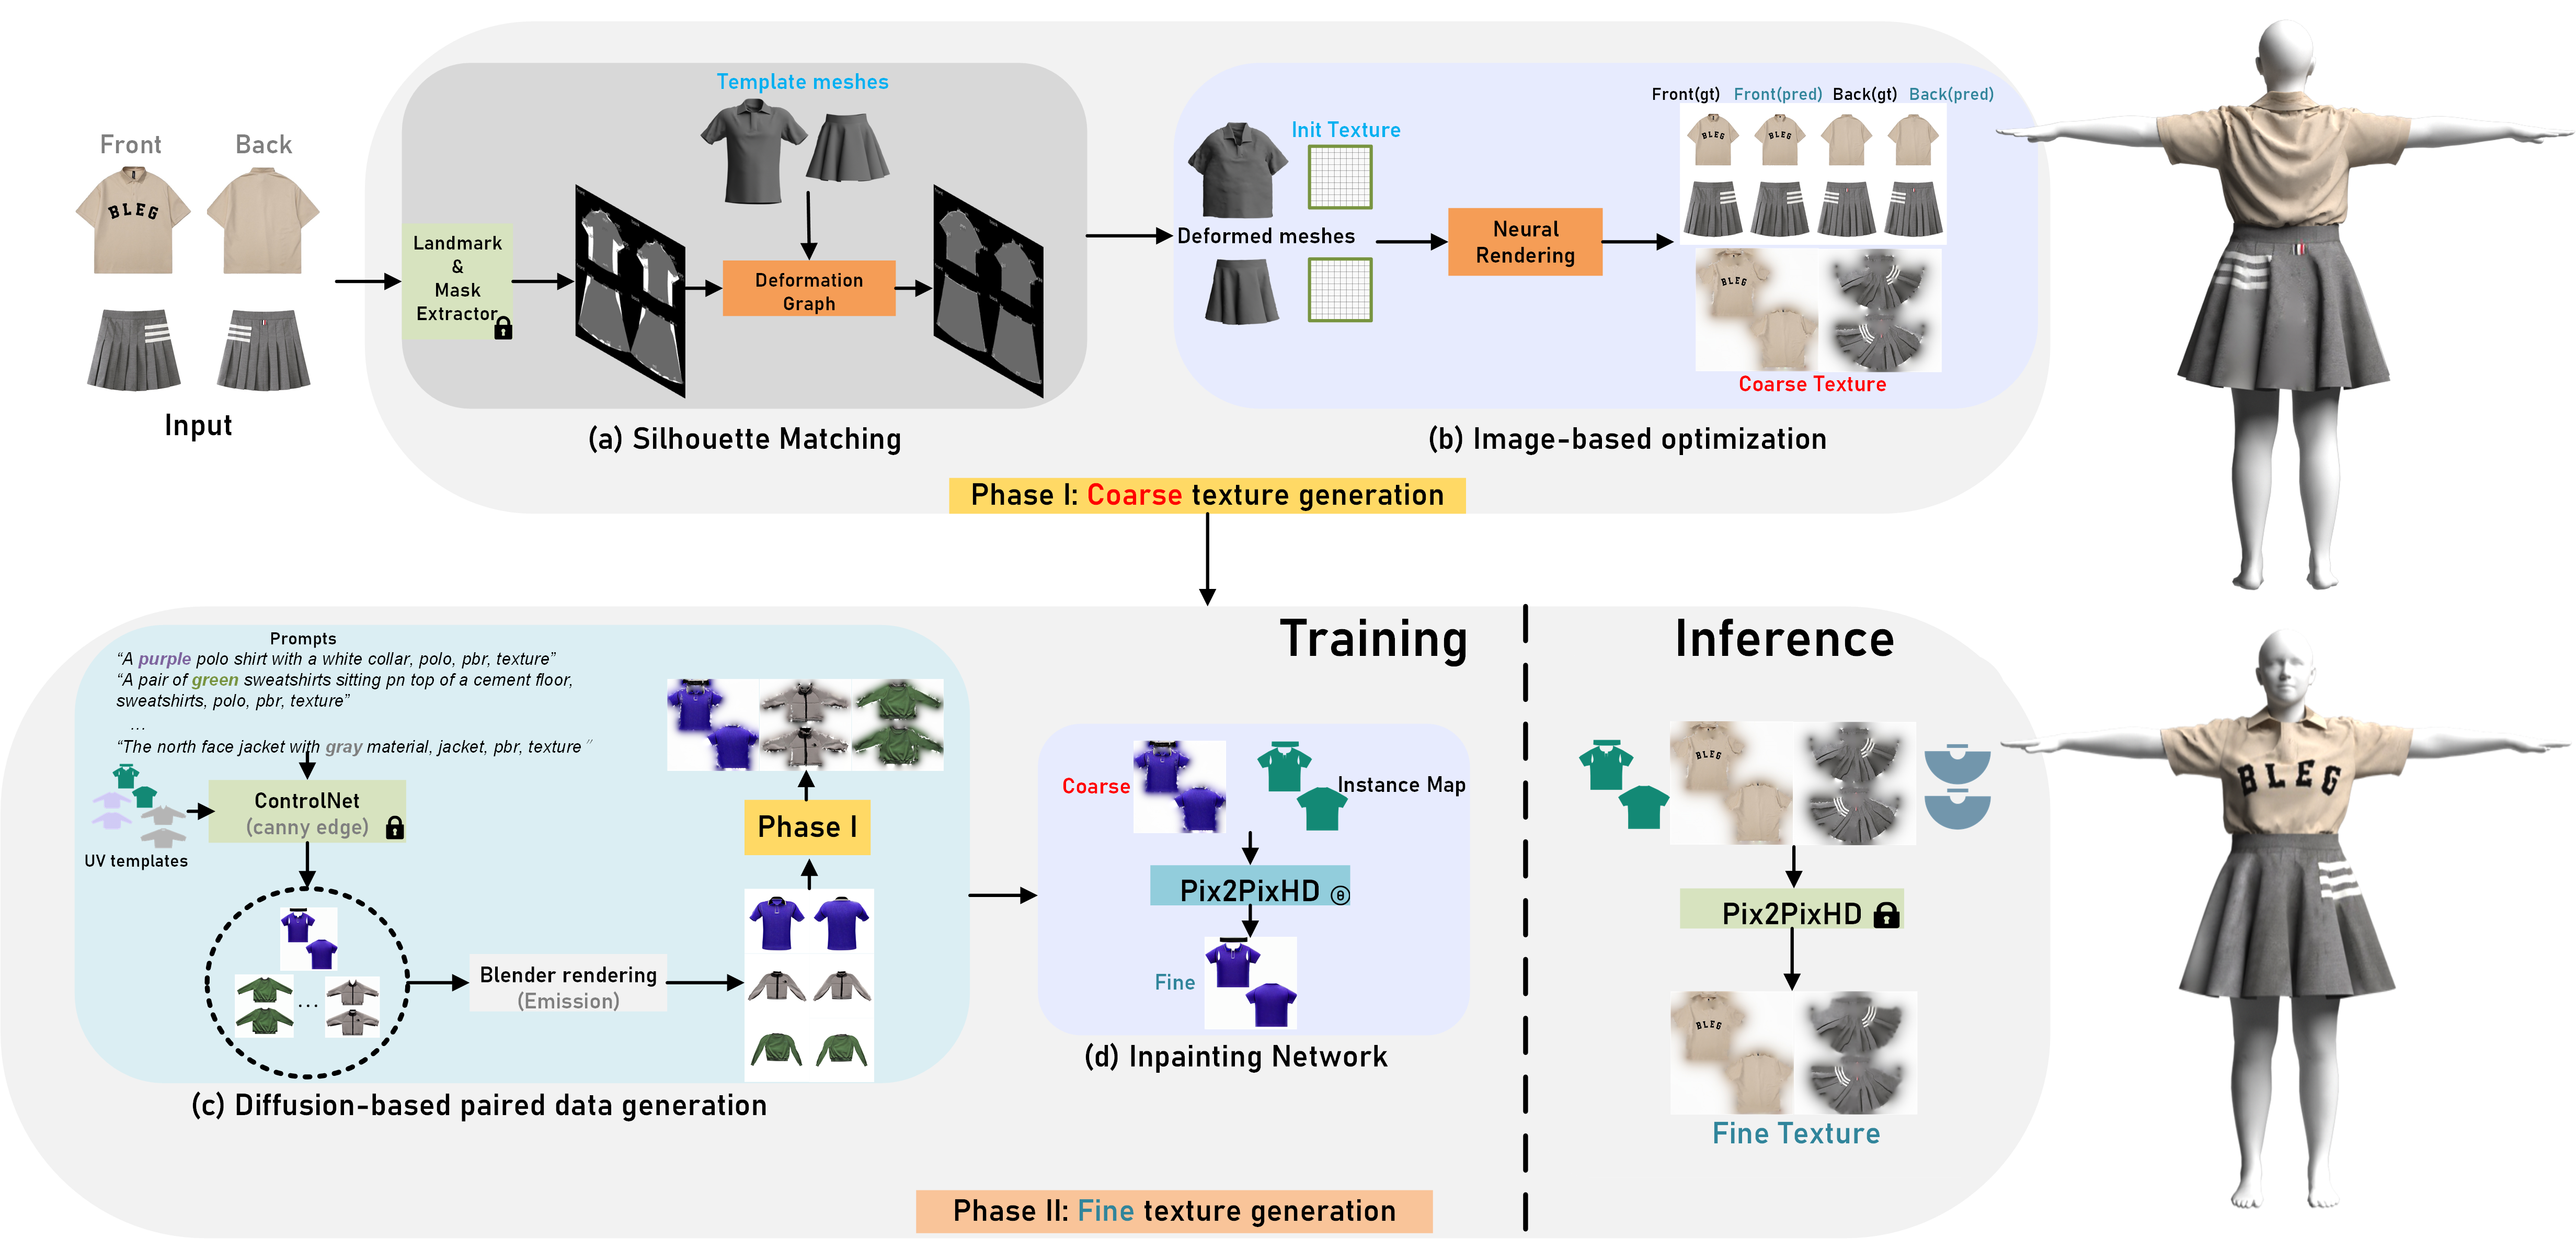 Front
Back
BLEG
Input
Landmark
&
Mask
Extractor
Template meshes
Deformation
Graph
(a) Silhouette Matching
Init Texture
Deformed meshes
Neural
Rendering
Front(gt) Front(pred) Back(gt) Back(pred)
BLEG
BLEG
BLEG
Coarse Texture
(b) Image-based optimization
Phase I: Coarse texture generation
Training
Inference
Prompts
“A purple polo shirt with a white collar, polo, pbr, texture”
“A pair of green sweatshirts sitting pn top of a cement floor,
sweatshirts, polo, pbr, texture”
...
“The north face jacket with gray material, jacket, pbr, texture ”
ControlNet
(canny edge)
UV templates
...
Blender rendering
(Emission)
Phase I
(c) Diffusion-based paired data generation
Coarse
Instance Map
Pix2PixHD
Fine
(d) Inpainting Network
BLEG
Pix2PixHD
BLEG
Fine Texture
BLEG
Phase II: Fine texture generation